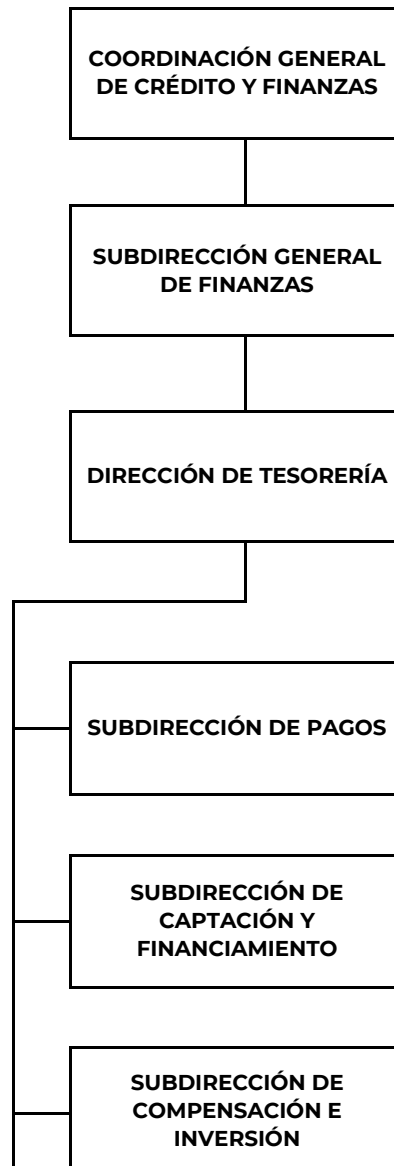 COORDINACIÓN GENERAL
DE CRÉDITO Y FINANZAS
SUBDIRECCIÓN GENERAL
DE FINANZAS
DIRECCIÓN DE TESORERÍA
SUBDIRECCIÓN DE PAGOS
SUBDIRECCIÓN DE
CAPTACIÓN Y
FINANCIAMIENTO
SUBDIRECCIÓN DE
COMPENSACIÓN E
INVERSIÓN